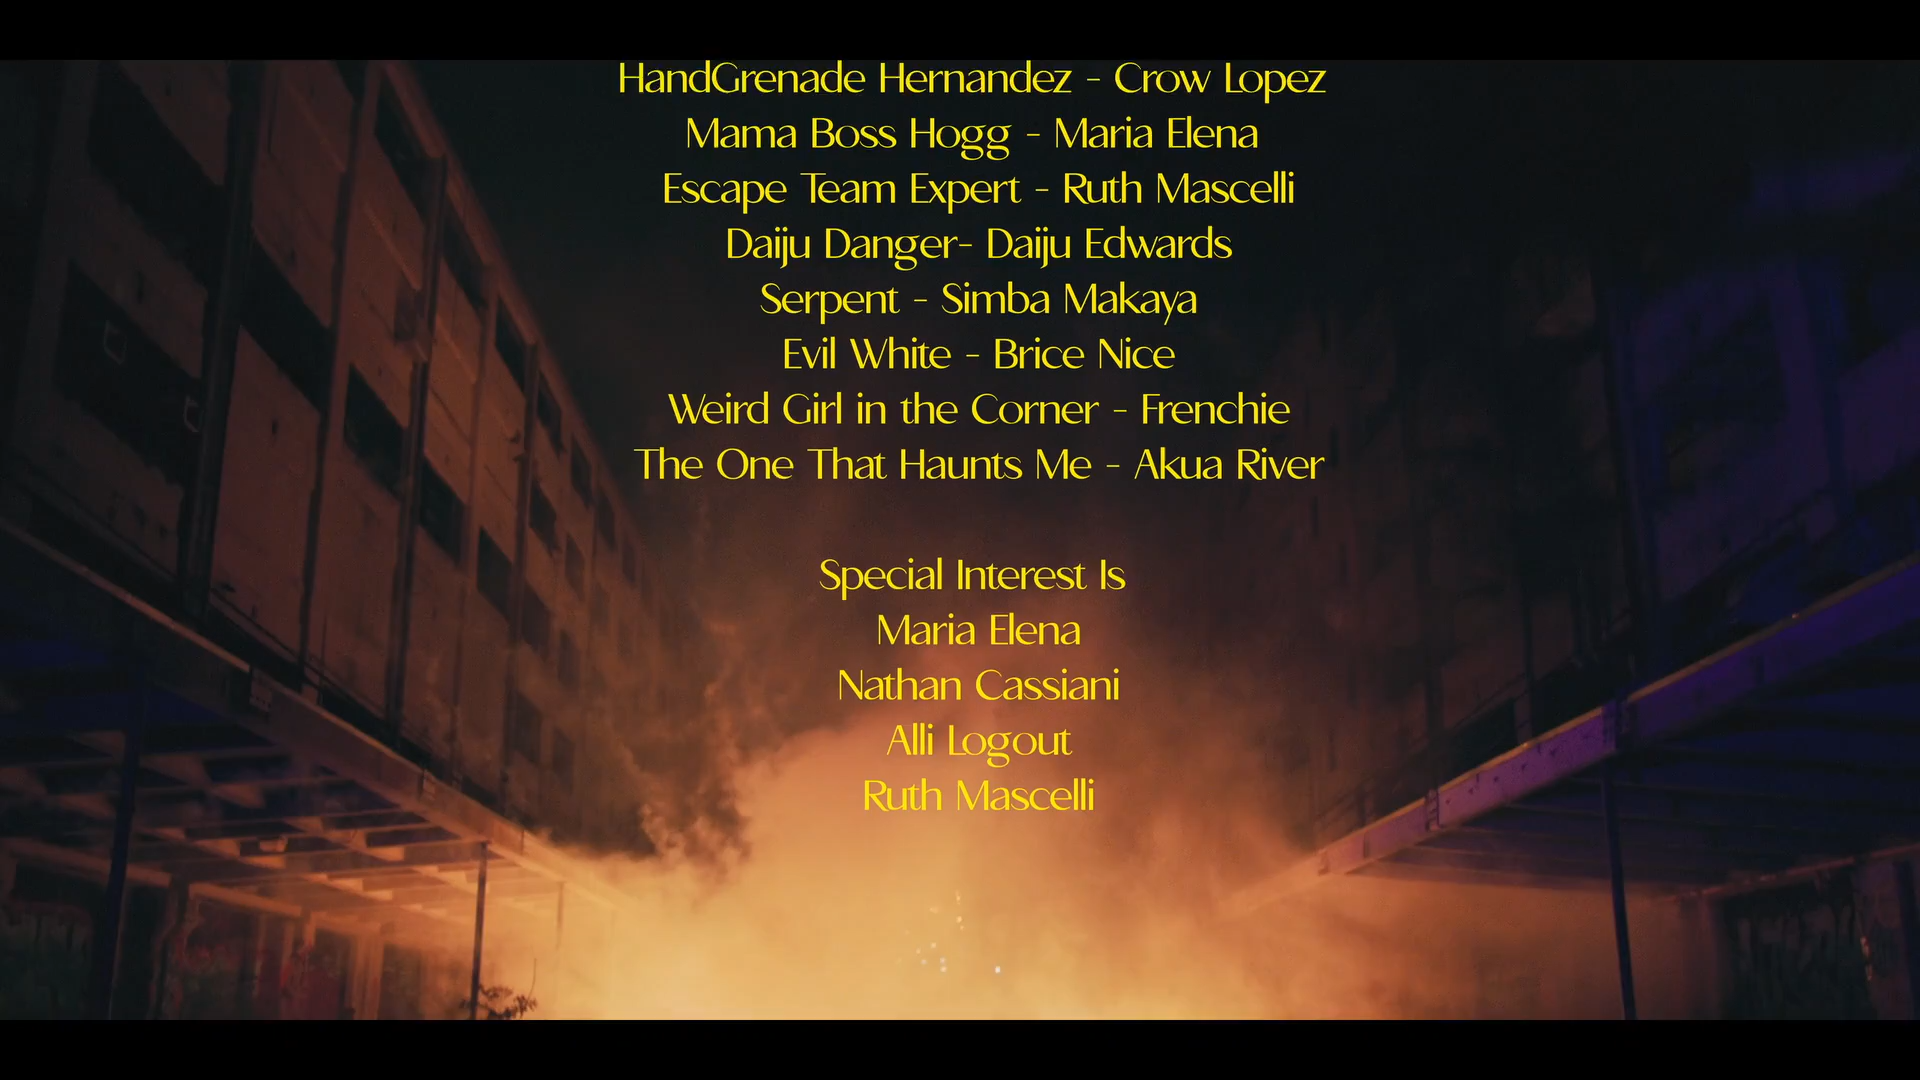 HandGrenade Hernandez - Crow Lopez
Mama Boss Hogg - Maria Elena
Escape Team Expert - Ruth Mascelli
Daiju Danger- Daiju Edwards
Serpent - Simba Makaya
Evil White - Brice Nice
Weird Girl in the Corner - Frenchie
The One That Haunts Me - Akua River
Special Interest Is
Maria Elena
Nathan Cassiani
Alli Logout
Ruth Mascelli